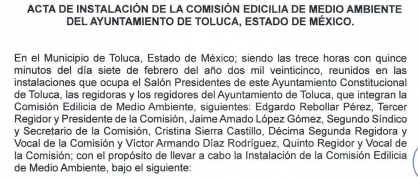 ACTA DE INSTALACIÓN DE LA COMISIÓN EDILICIA DE MEDIO AMBIENTE
DEL AYUNTAMIENTO DE TOLUCA, ESTADO DE MÉXICO.
En el Municipio de Toluca, Estado de México; siendo las trece horas con quince
minutos del día siete de febrero del año dos mil veinticinco, reunidos en las
instalaciones que ocupa el Salón Presidentes de este Ayuntamiento Constitucional
de Toluca, las regidoras y los regidores del Ayuntamiento de Toluca, que integran la
Comisión Edilicia de Medio Ambiente, siguientes: Edgardo Rebollar Pérez, Tercer
Regidor y Presidente de la Comisión, Jaime Amado López Gómez, Segundo Síndico
y Secretario de la Comisión, Cristina Sierra Castillo, Décima Segunda Regidora y
Vocal de la Comisión y Víctor Armando Díaz Rodríguez, Quinto Regidor y Vocal de
la Comisión; con el propósito de llevar a cabo la Instalación de la Comisión Edilicia
de Medio Ambiente, bajo el siguiente: